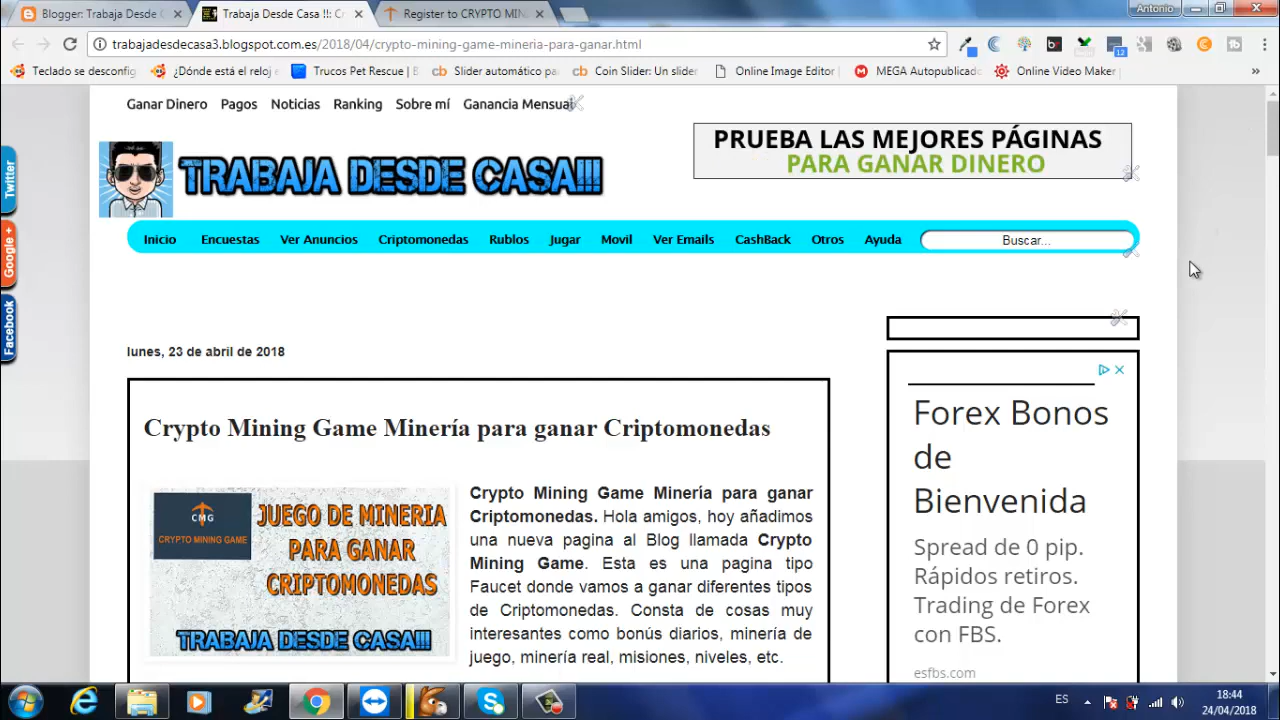 Blogger: Trabaja Desde C
Trabaja Desde Casa !!!: Cr
Register to CRYPTO MIN
Antonio
trabajadesdecasa3.blogspot.com.es/2018/04/cryptomining-game-mineria-para-ganar.html
12
Teclado se desconfig
¿Dónde está el reloj e
Trucos Pet Rescue | B
Slider automático pa
Coin Slider: Un slider
Online Image Editor |
MEGA Autopublicad
Online Video Maker |
»
Ganar Dinero Pagos Noticias Ranking Sobre mí Ganancia Mensual
PRUEBA LAS MEJORES PÁGINAS
PARA GANAR DINERO
TRABAJA DESDE CASA!!!
Twitter
Google +
Facebook
Inicio Encuestas Ver Anuncios Criptomonedas Rublos Jugar Movil Ver Emails CashBack Otros Ayuda Buscar...
lunes, 23 de abril de 2018
Crypto Mining Game Minería para ganar Criptomonedas
CMG
CRYPTO MINING GAME
JUEGO DE MINERIA
PARA GANAR
CRIPTOMONEDAS
TRABAJA DESDE CASA!!!
Crypto Mining Game Minería para ganar
Criptomonedas. Hola amigos, hoy añadimos
una nueva pagina al Blog llamada Crypto
Mining Game. Esta es una pagina tipo
Faucet donde vamos a ganar diferentes tipos
de Criptomonedas. Consta de cosas muy
interesantes como bonús diarios, minería de
juego, minería real, misiones, niveles, etc.
Forex Bonos
de
Bienvenida
Spread de 0 pip.
Rápidos retiros.
Trading de Forex
con FBS.
esfbs.com
ES
18:44
24/04/2018